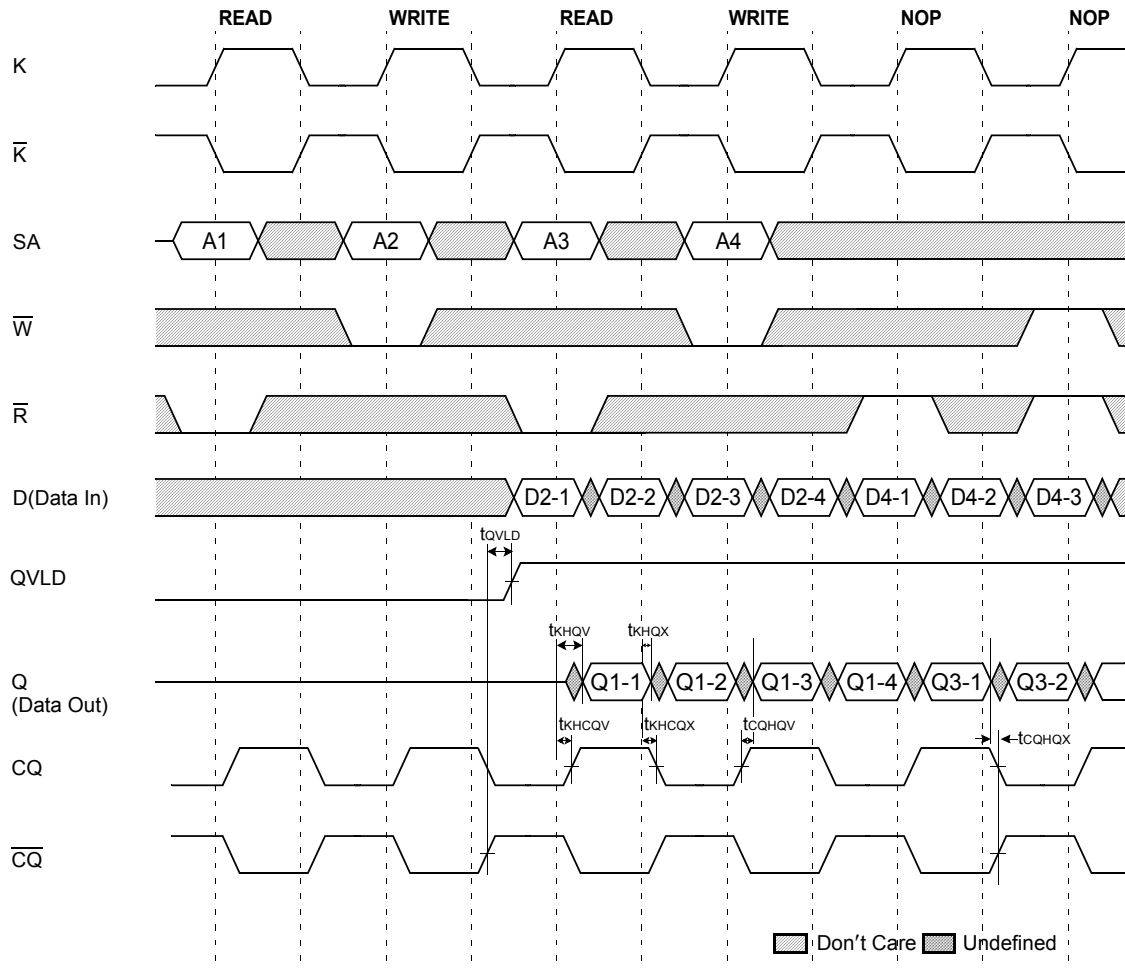 READ WRITE READ WRITE NOP NOP
K
K̅
SA A1 A2 A3 A4
W̅
R̅
D(Data In) D2-1 D2-2 D2-3 D2-4 D4-1 D4-2 D4-3
tQVLD
QVLD
tKHQV tKHQX
Q Q1-1 Q1-2 Q1-3 Q1-4 Q3-1 Q3-2
(Data Out)
tKHCQV tKHCQX tCQHQV tCQHQX
CQ
C̅Q̅
Don't Care Undefined